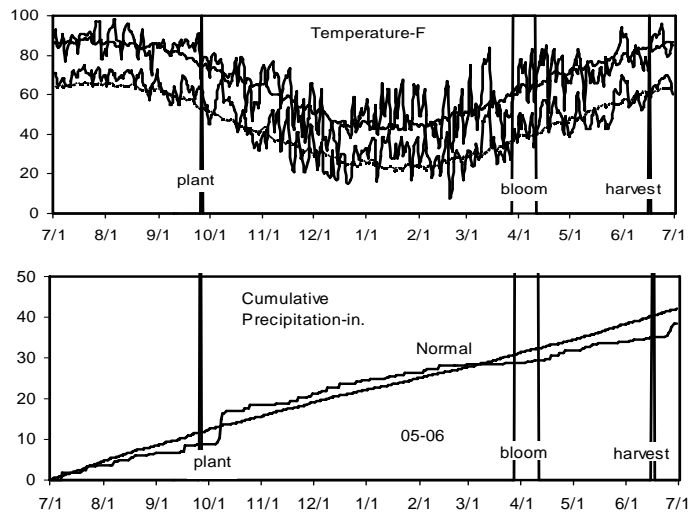 100
Temperature-F
80
60
40
20
plant
bloom
harvest
0
7/1 8/1 9/1 10/1 11/1 12/1 1/1 2/1 3/1 4/1 5/1 6/1 7/1
50
Cumulative
Precipitation-in.
40
Normal
30
20
10
05-06
plant
bloom
harvest
0
7/1 8/1 9/1 10/1 11/1 12/1 1/1 2/1 3/1 4/1 5/1 6/1 7/1